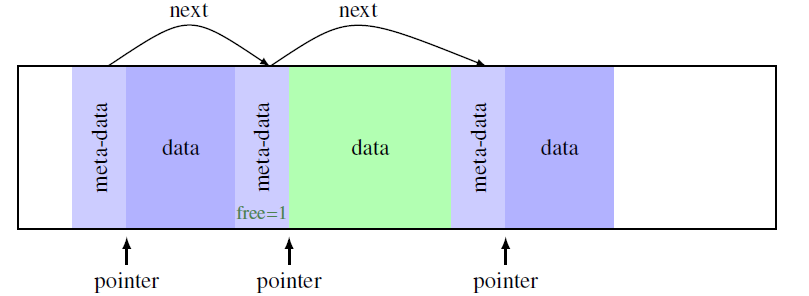 next
next
meta-data
data
meta-data
free=1
data
meta-data
data
pointer
pointer
pointer